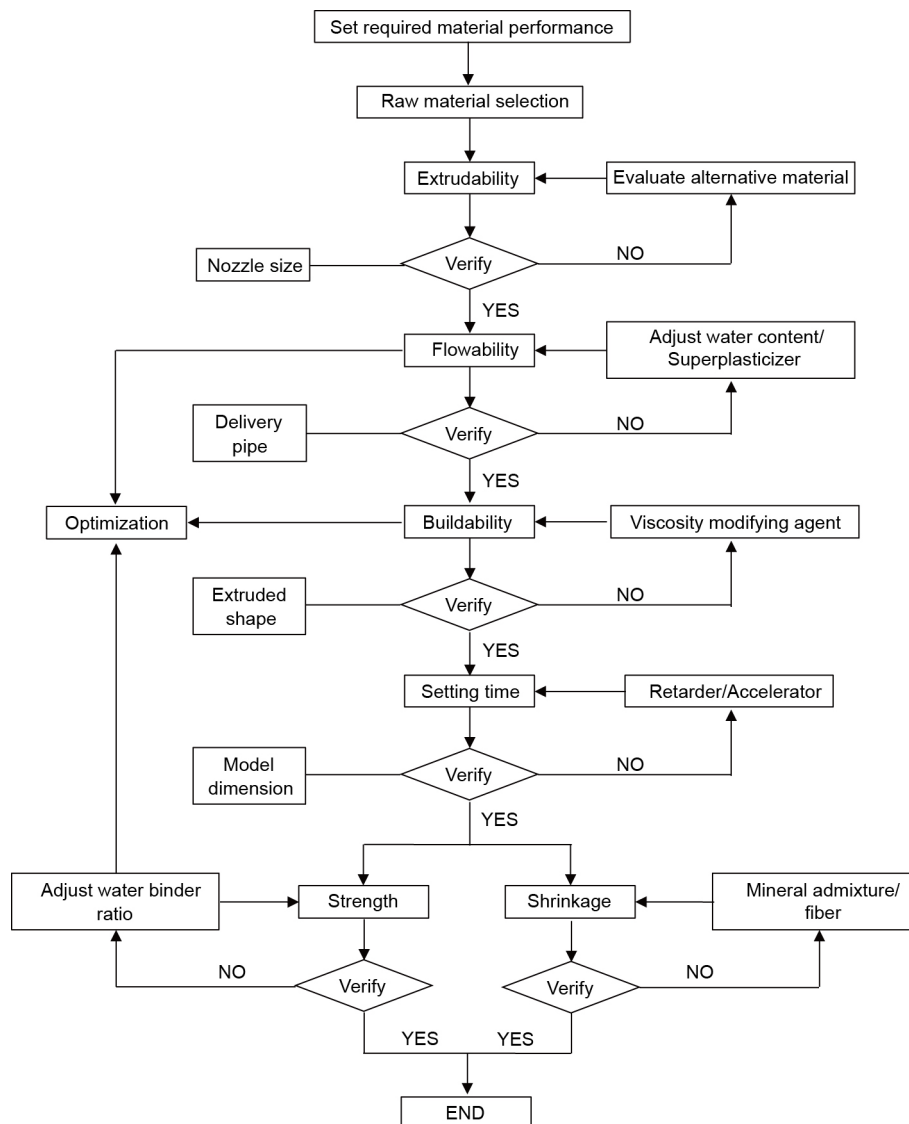 Set required material performance
Raw material selection
Extrudability
Evaluate alternative material
Nozzle size
Verify
NO
YES
Flowability
Adjust water content/
Superplasticizer
Delivery
pipe
Verify
NO
YES
Optimization
Buildability
Viscosity modifying agent
Extruded
shape
Verify
NO
YES
Setting time
Retarder/Accelerator
Model
dimension
Verify
NO
YES
Adjust water binder
ratio
Strength
Shrinkage
Mineral admixture/
fiber
NO
Verify
Verify
NO
YES
YES
END